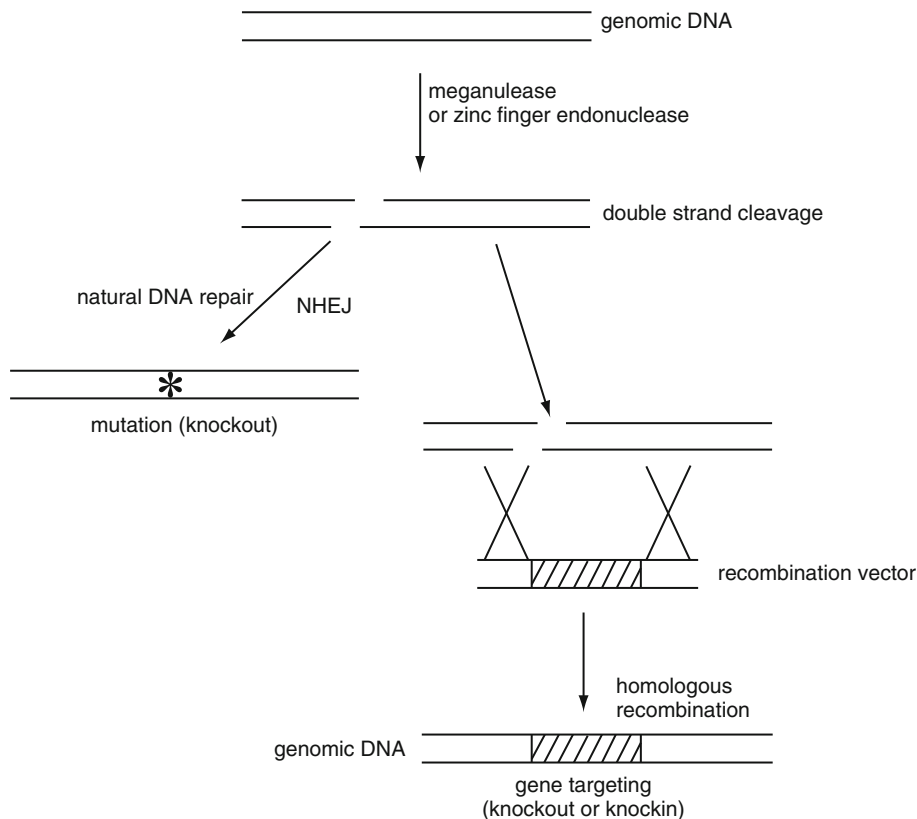 genomic DNA
meganulease
or zinc finger endonuclease
double strand cleavage
natural DNA repair
NHEJ
*
mutation (knockout)
recombination vector
homologous
recombination
genomic DNA
gene targeting
(knockout or knockin)